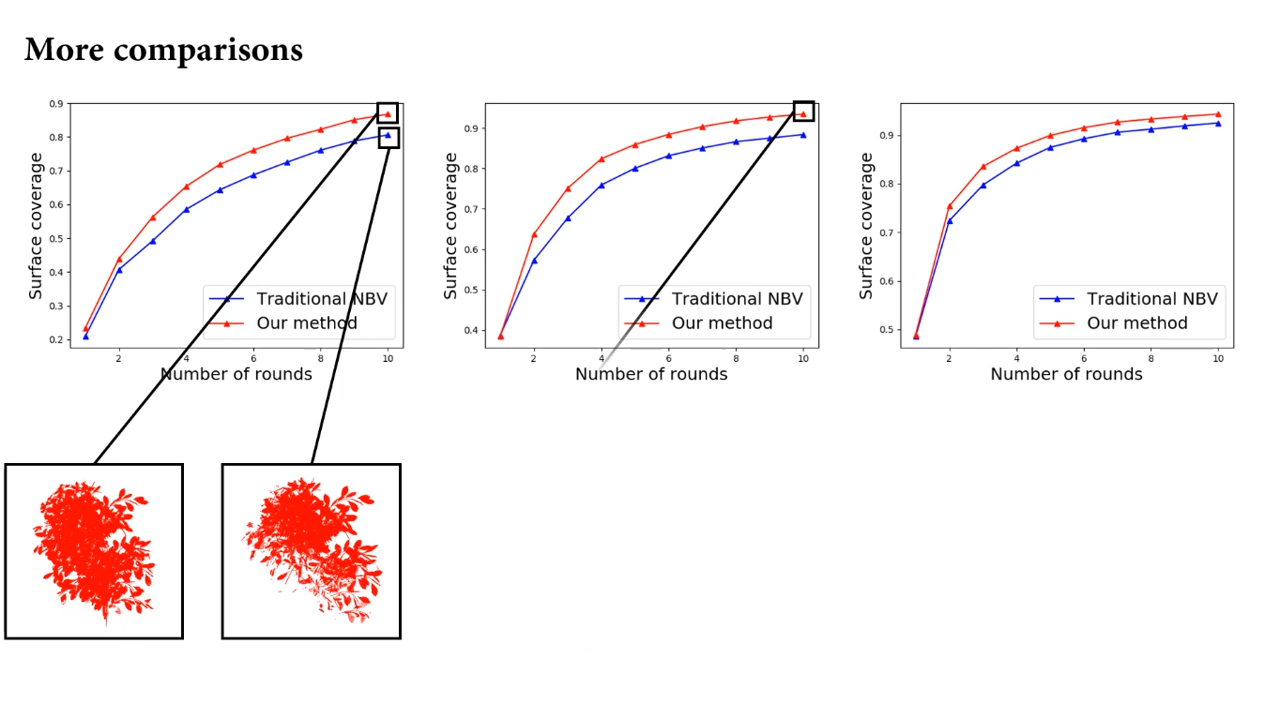 More comparisons
0.9
0.8
0.7
0.6
0.5
0.4
0.3
0.2
Surface coverage
Traditional NBV
Our method
2 4 6 8 10
Number of rounds
0.9
0.8
0.7
0.6
0.5
0.4
Surface coverage
Traditional NBV
Our method
2 4 6 8 10
Number of rounds
0.9
0.8
0.7
0.6
0.5
Surface coverage
Traditional NBV
Our method
2 4 6 8 10
Number of rounds